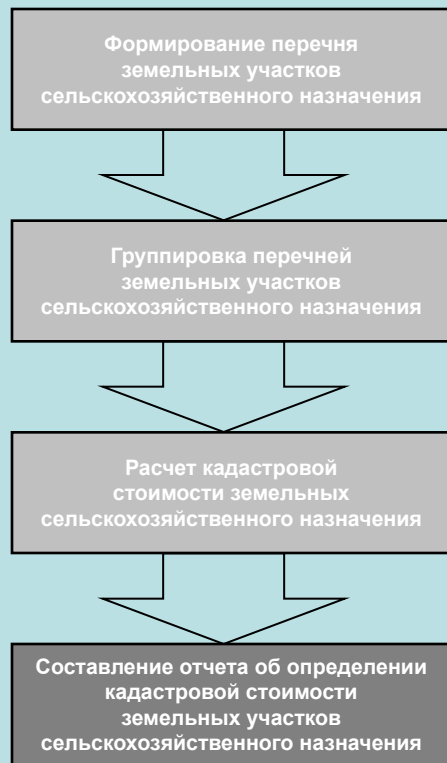 Формирование перечня
земельных участков
сельскохозяйственного назначения
Группировка перечней
земельных участков
сельскохозяйственного назначения
Расчет кадастровой
стоимости земельных
сельскохозяйственного назначения
Составление отчета об определении
кадастровой стоимости
земельных участков
сельскохозяйственного назначения